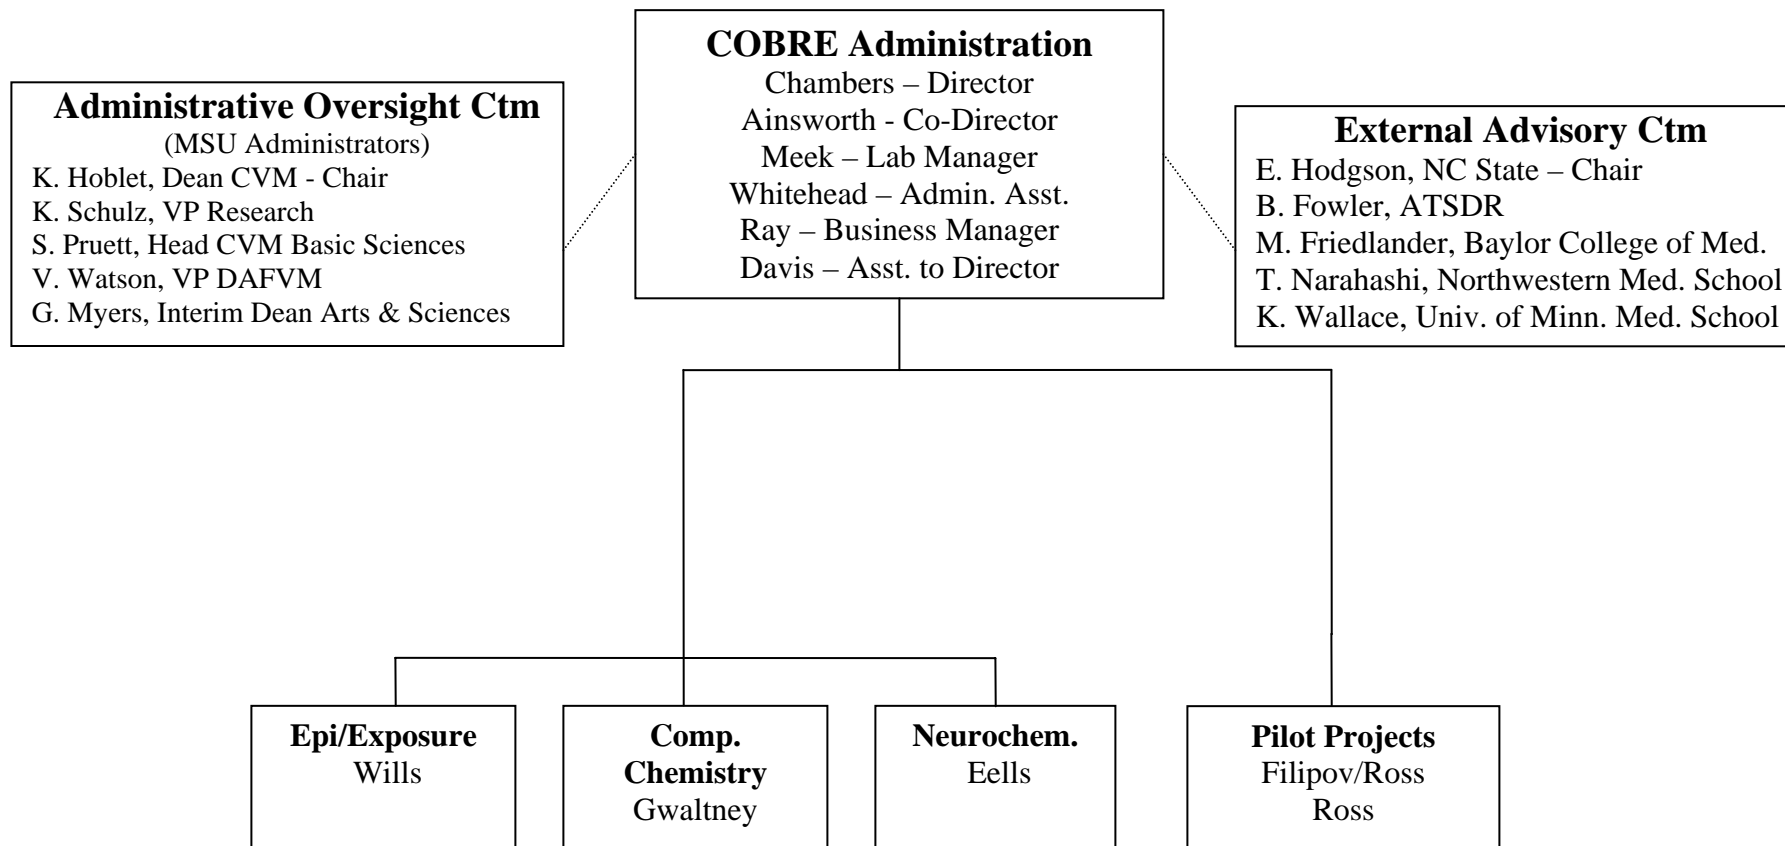 COBRE Administration
Chambers – Director
Ainsworth - Co-Director
Meek – Lab Manager
Whitehead – Admin. Asst.
Ray – Business Manager
Davis – Asst. to Director
Administrative Oversight Ctm
(MSU Administrators)
K. Hoblet, Dean CVM - Chair
K. Schulz, VP Research
S. Pruett, Head CVM Basic Sciences
V. Watson, VP DAFVM
G. Myers, Interim Dean Arts & Sciences
External Advisory Ctm
E. Hodgson, NC State – Chair
B. Fowler, ATSDR
M. Friedlander, Baylor College of Med.
T. Narahashi, Northwestern Med. School
K. Wallace, Univ. of Minn. Med. School
Epi/Exposure
Wills
Comp.
Chemistry
Gwaltney
Neurochem.
Eells
Pilot Projects
Filipov/Ross
Ross